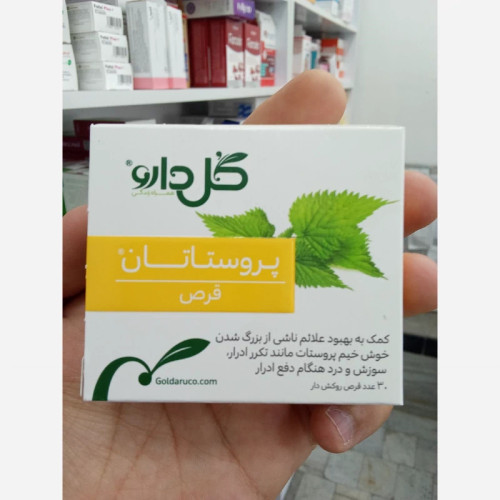 گل دارو®
پروستاتان®
قرص
کمک به بهبود علائم ناشی از بزرگ شدن
خوش خیم پروستات مانند تکرر ادرار،
سوزش و درد هنگام دفع ادرار
۳۰ عدد قرص روکش دار
Goldaruco.com